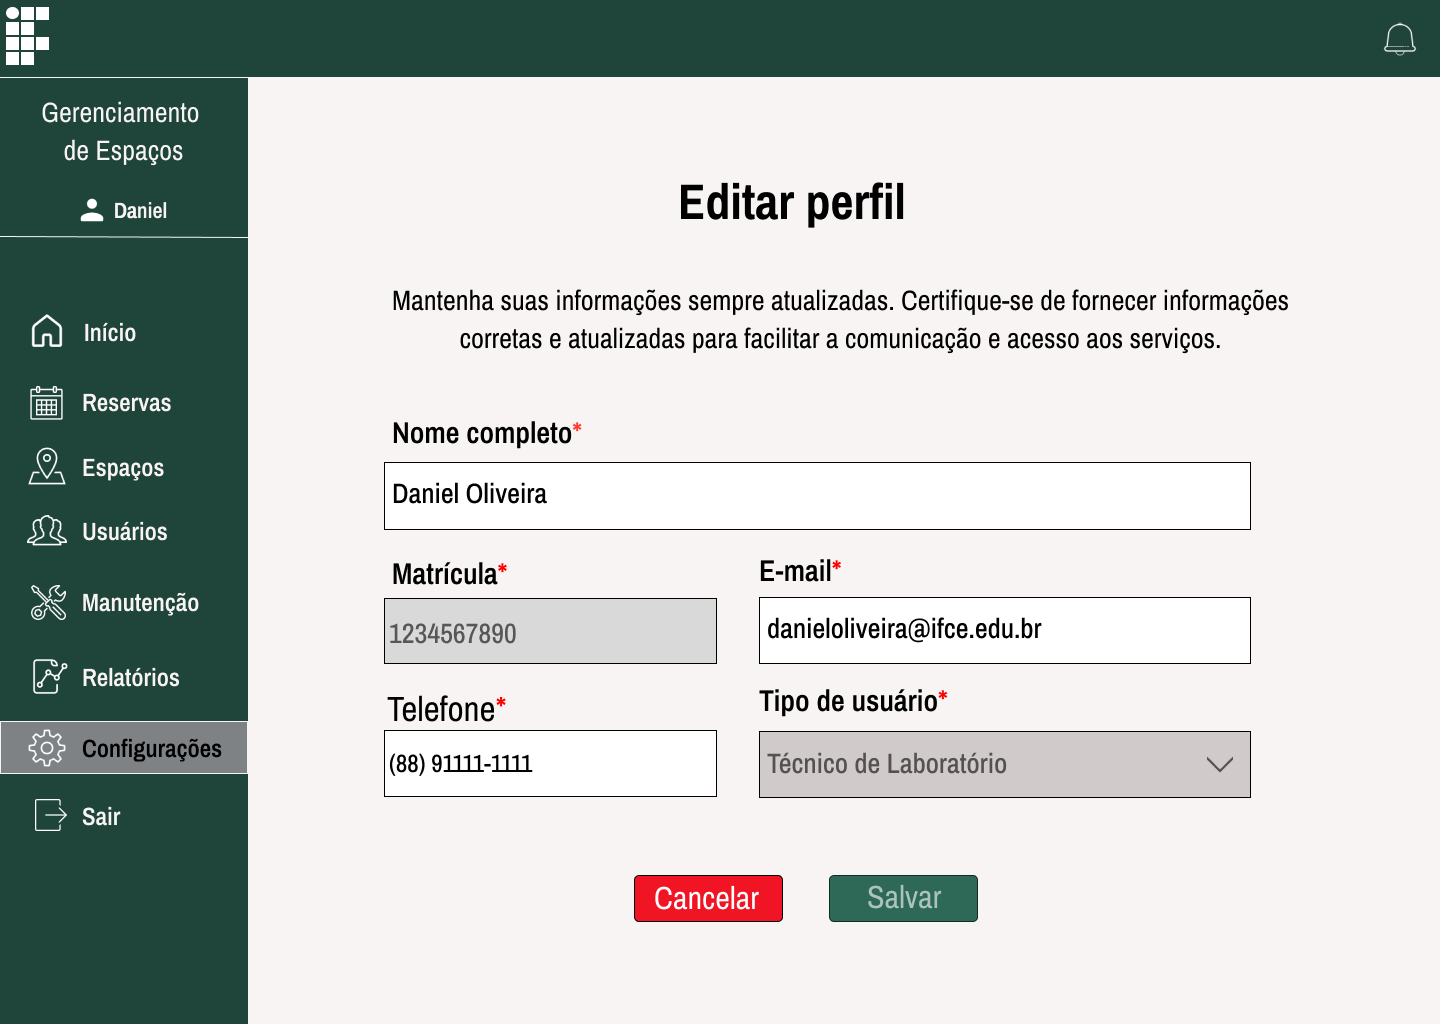 Gerenciamento
de Espaços
Daniel
Início
Reservas
Espaços
Usuários
Manutenção
Relatórios
Configurações
Sair
Editar perfil
Mantenha suas informações sempre atualizadas. Certifique-se de fornecer informações
corretas e atualizadas para facilitar a comunicação e acesso aos serviços.
Nome completo*
Daniel Oliveira
Matrícula*
1234567890
E-mail*
danieloliveira@ifce.edu.br
Telefone*
(88) 91111-1111
Tipo de usuário*
Técnico de Laboratório
Cancelar
Salvar